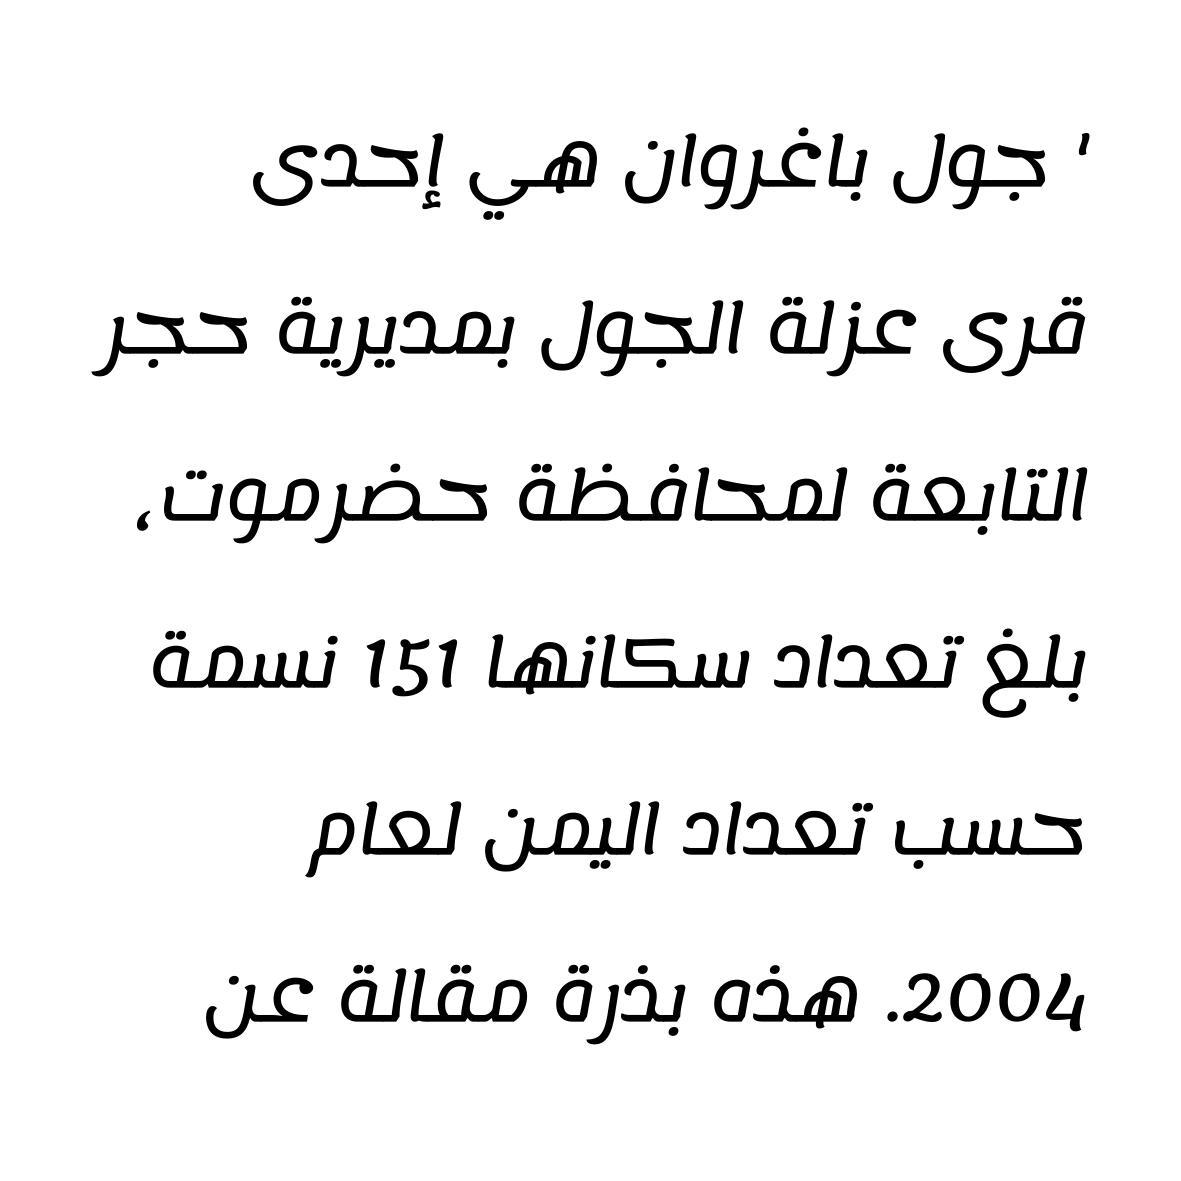 ' جول باغروان هي إحدى
قرى عزلة الجول بمديرية حجر
التابعة لمحافظة حضرموت،
بلغ تعداد سكانها 151 نسمة
حسب تعداد اليمن لعام
2004. هذه بذرة مقالة عن